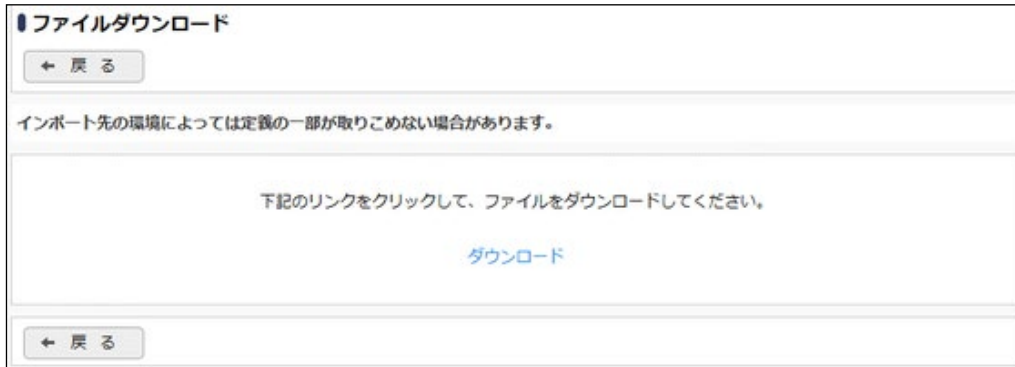 ファイルダウンロード
← 戻 る
インポート先の環境によっては定義の一部が取りこめない場合があります。
下記のリンクをクリックして、ファイルをダウンロードしてください。
ダウンロード
← 戻 る